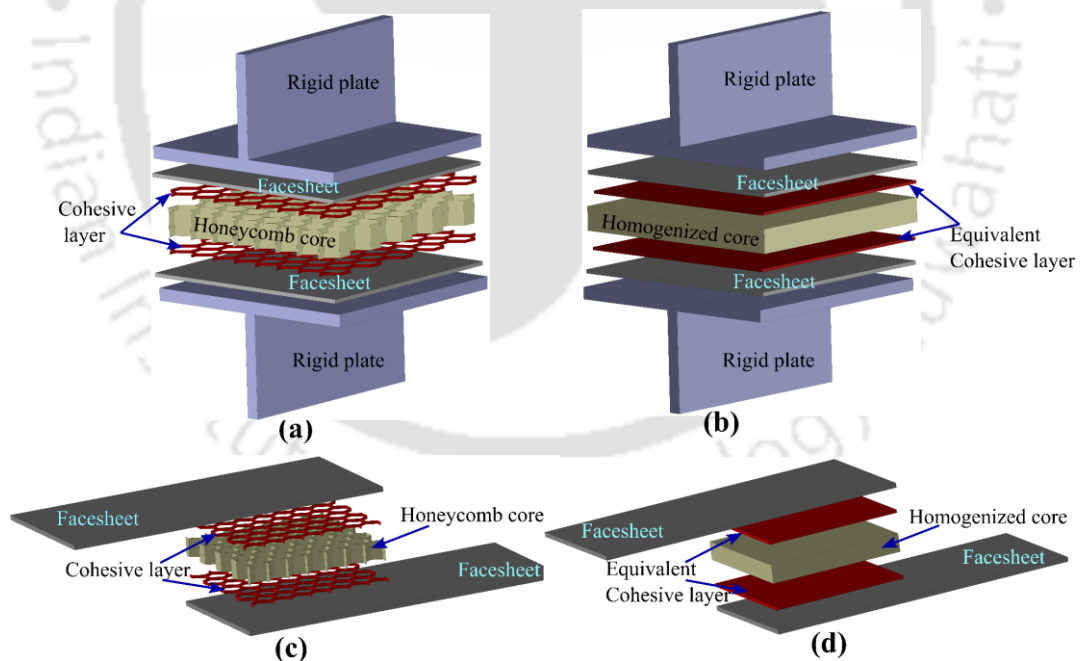 Rigid plate
Facesheet
Cohesive
layer
Honeycomb core
Facesheet
Rigid plate
(a)
Rigid plate
Facesheet
Homogenized core
Equivalent
Cohesive layer
Facesheet
Rigid plate
(b)
Facesheet
Honeycomb core
Cohesive layer
Facesheet
(c)
Facesheet
Homogenized core
Equivalent
Cohesive layer
Facesheet
(d)